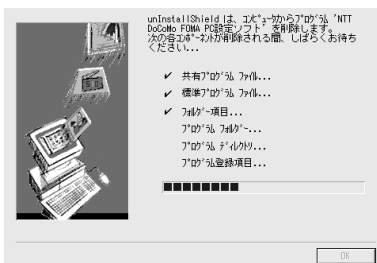 unInstallShield は、ｺﾝﾋﾟｭｰﾀからﾌﾟﾛｸﾞﾗﾑ 'NTT
DoCoMo FOMA PC設定ソフト' を削除します。
次の各ｺﾝﾎﾟｰﾈﾝﾄが削除される間、しばらくお待ち
ください...
✔ 共有ﾌﾟﾛｸﾞﾗﾑ ﾌｧｲﾙ...
✔ 標準ﾌﾟﾛｸﾞﾗﾑ ﾌｧｲﾙ...
✔ ﾌｫﾙﾀﾞｰ項目...
ﾌﾟﾛｸﾞﾗﾑ ﾌｫﾙﾀﾞｰ...
ﾌﾟﾛｸﾞﾗﾑ ﾃﾞｨﾚｸﾄﾘ...
ﾌﾟﾛｸﾞﾗﾑ登録項目...
OK